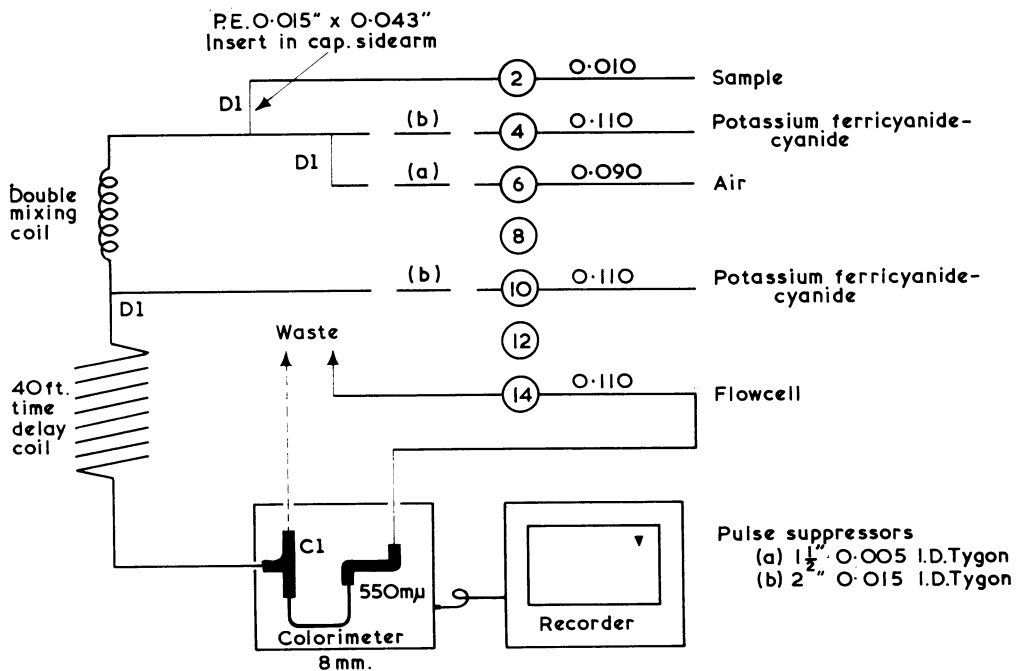 P.E. 0·015" x 0·043"
Insert in cap. sidearm
D1
2
0·010
Sample
(b)
4
0·110
Potassium ferricyanide-
cyanide
D1
(a)
6
0·090
Air
Double
mixing
coil
8
(b)
10
0·110
Potassium ferricyanide-
cyanide
D1
Waste
12
14
0·110
Flowcell
40 ft.
time
delay
coil
C1
550mµ
Colorimeter
8 mm.
Recorder
Pulse suppressors
(a) 1½" 0·005 I.D. Tygon
(b) 2" 0·015 I.D. Tygon